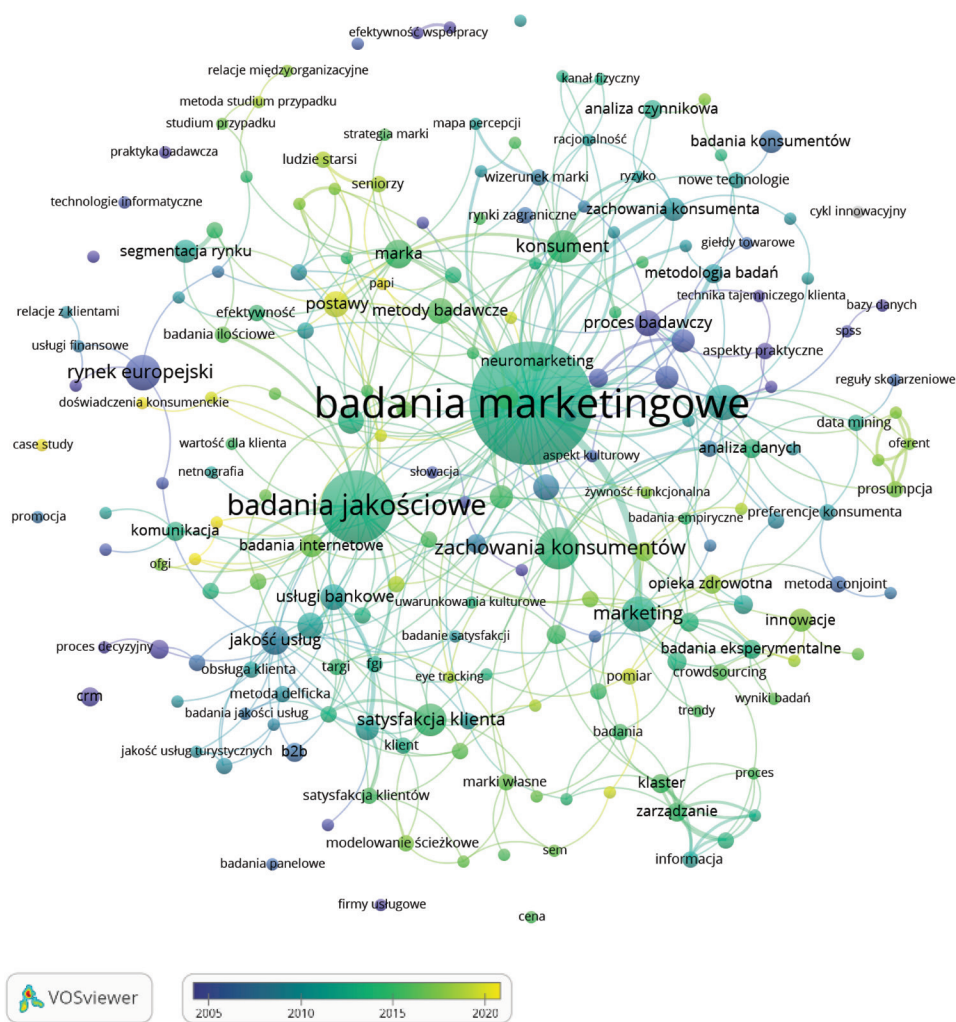 efektywność współpracy
relacje międzyorganizacyjne
kanał fizyczny
metoda studium przypadku
analiza czynnikowa
studium przypadku
strategia marki
mapa percepcji
racjonalność
badania konsumentów
praktyka badawcza
ludzie starsi
wizerunek marki
ryzyko
nowe technologie
seniorzy
technologie informatyczne
rynki zagraniczne
zachowania konsumenta
cykl innowacyjny
segmentacja rynku
marka
konsument
giełdy towarowe
metodologia badań
papi
technika tajemniczego klienta
postawy
metody badawcze
bazy danych
relacje z klientami
efektywność
proces badawczy
spss
badania ilościowe
usługi finansowe
aspekty praktyczne
neuromarketing
rynek europejski
reguły skojarzeniowe
doświadczenia konsumenckie
badania marketingowe
data mining
case study
wartość dla klienta
aspekt kulturowy
analiza danych
oferent
netnografia
słowacja
żywność funkcjonalna
prosumpcja
badania jakościowe
promocja
komunikacja
badania empiryczne
preferencje konsumenta
badania internetowe
zachowania konsumentów
ofgi
opieka zdrowotna
metoda conjoint
usługi bankowe
uwarunkowania kulturowe
marketing
innowacje
proces decyzyjny
jakość usług
badanie satysfakcji
badania eksperymentalne
obsługa klienta
targi
fgi
eye tracking
pomiar
crowdsourcing
crm
metoda delficka
wyniki badań
badania jakości usług
satysfakcja klienta
trendy
jakość usług turystycznych
b2b
klient
badania
satysfakcja klientów
marki własne
klaster
proces
zarządzanie
modelowanie ścieżkowe
sem
informacja
badania panelowe
firmy usługowe
cena
VOSviewer
2005
2010
2015
2020